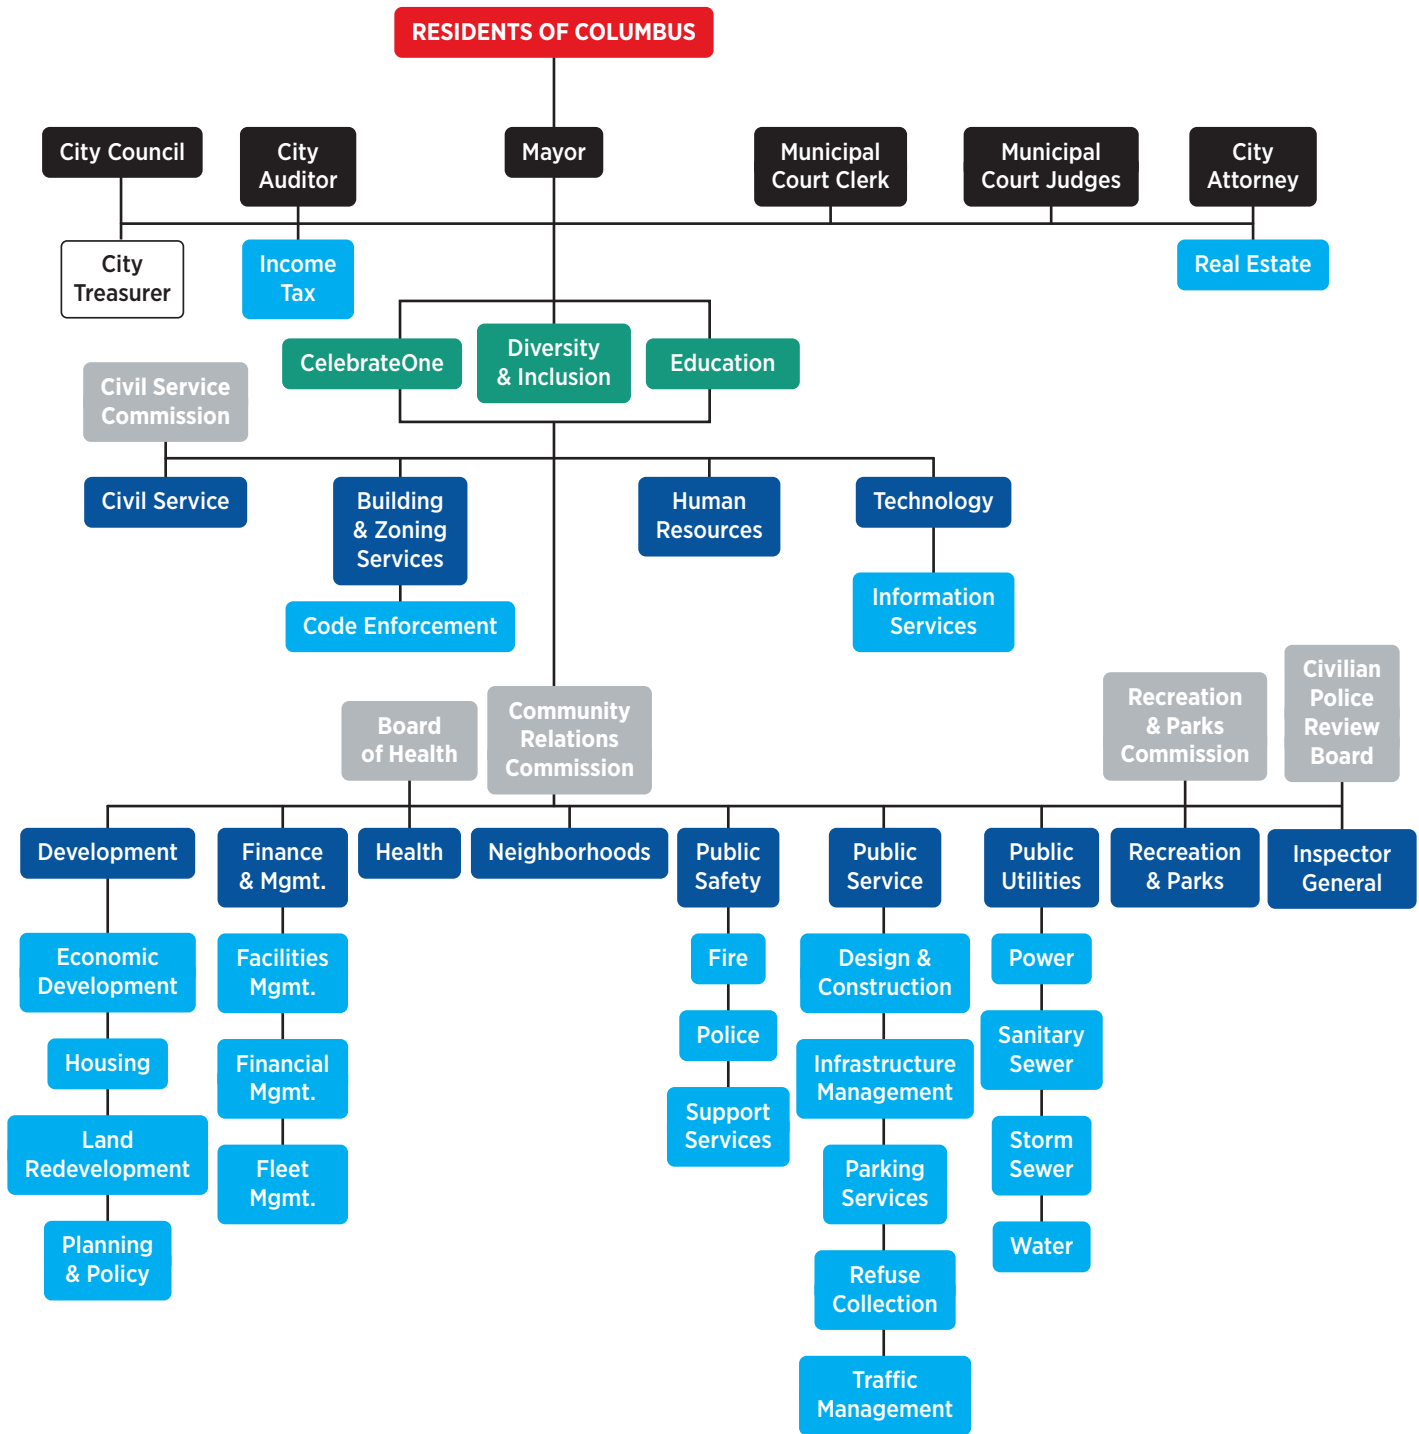 RESIDENTS OF COLUMBUS
City Council
City
Auditor
Mayor
Municipal
Court Clerk
Municipal
Court Judges
City
Attorney
City
Treasurer
Income
Tax
Real Estate
CelebrateOne
Diversity
& Inclusion
Education
Civil Service
Commission
Civil Service
Building
& Zoning
Services
Human
Resources
Technology
Code Enforcement
Information
Services
Board
of Health
Community
Relations
Commission
Recreation
& Parks
Commission
Civilian
Police
Review
Board
Development
Finance
& Mgmt.
Health
Neighborhoods
Public
Safety
Public
Service
Public
Utilities
Recreation
& Parks
Inspector
General
Economic
Development
Housing
Land
Redevelopment
Planning
& Policy
Facilities
Mgmt.
Financial
Mgmt.
Fleet
Mgmt.
Fire
Police
Support
Services
Design &
Construction
Infrastructure
Management
Parking
Services
Refuse
Collection
Traffic
Management
Power
Sanitary
Sewer
Storm
Sewer
Water